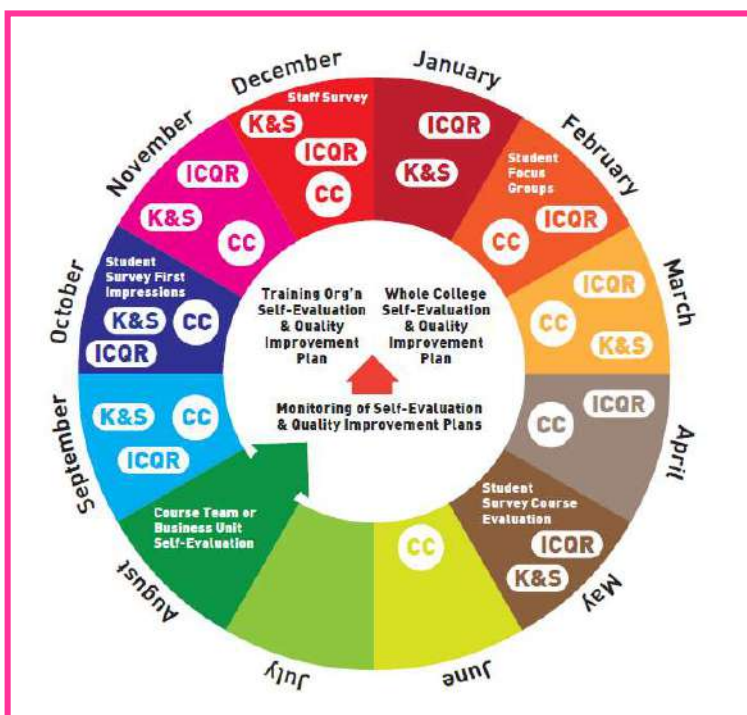 December
Staff Survey
K&S
ICQR
CC
January
ICQR
K&S
February
Student
Focus
Groups
CC
ICQR
March
ICQR
CC
K&S
April
ICQR
CC
May
Student
Survey Course
Evaluation
ICQR
K&S
June
CC
July
August
Course Team or
Business Unit
Self-Evaluation
September
K&S
CC
ICQR
October
Student
Survey First
Impressions
K&S
CC
ICQR
November
ICQR
K&S
CC
Training Org'n
Self-Evaluation
& Quality
Improvement
Plan
Whole College
Self-Evaluation
& Quality
Improvement
Plan
Monitoring of Self-Evaluation
& Quality Improvement Plans